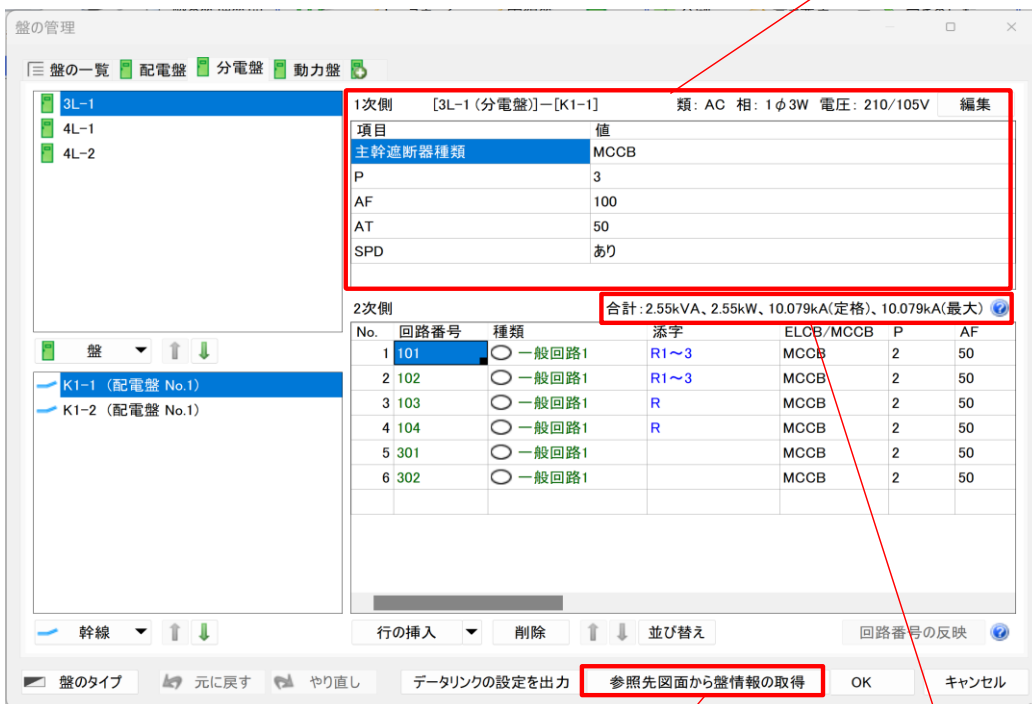 盤の管理
盤の一覧 配電盤 分電盤 動力盤
3L-1
4L-1
4L-2
盤
K1-1 (配電盤 No.1)
K1-2 (配電盤 No.1)
幹線
1次側 [3L-1 (分電盤)]-[K1-1] 類: AC 相: 1φ3W 電圧: 210/105V 編集
項目 値
主幹遮断器種類 MCCB
P 3
AF 100
AT 50
SPD あり
2次側 合計:2.55kVA、2.55kW、10.079kA(定格)、10.079kA(最大)
No. 回路番号 種類 添字 ELCB/MCCB P AF
1 101 一般回路1 R1~3 MCCB 2 50
2 102 一般回路1 R1~3 MCCB 2 50
3 103 一般回路1 R MCCB 2 50
4 104 一般回路1 R MCCB 2 50
5 301 一般回路1 MCCB 2 50
6 302 一般回路1 MCCB 2 50
行の挿入 削除 並び替え 回路番号の反映
盤のタイプ 元に戻す やり直し データリンクの設定を出力 参照先図面から盤情報の取得 OK キャンセル